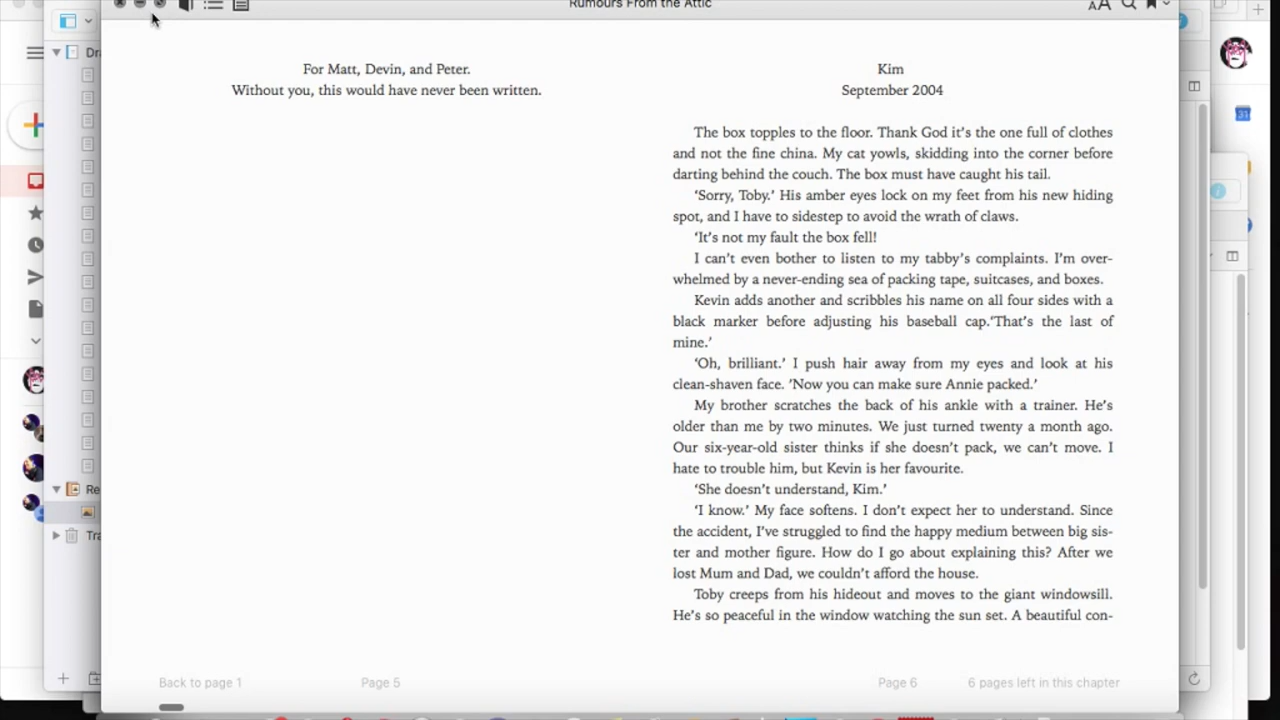 Rumours From the Attic
AA
Dra
Re
Tra
31
For Matt, Devin, and Peter.
Without you, this would have never been written.
Kim
September 2004
The box topples to the floor. Thank God it’s the one full of clothes
and not the fine china. My cat yowls, skidding into the corner before
darting behind the couch. The box must have caught his tail.
‘Sorry, Toby.’ His amber eyes lock on my feet from his new hiding
spot, and I have to sidestep to avoid the wrath of claws.
‘It’s not my fault the box fell!
I can’t even bother to listen to my tabby’s complaints. I’m over-
whelmed by a never-ending sea of packing tape, suitcases, and boxes.
Kevin adds another and scribbles his name on all four sides with a
black marker before adjusting his baseball cap.‘That’s the last of
mine.’
‘Oh, brilliant.’ I push hair away from my eyes and look at his
clean-shaven face. ’Now you can make sure Annie packed.’
My brother scratches the back of his ankle with a trainer. He’s
older than me by two minutes. We just turned twenty a month ago.
Our six-year-old sister thinks if she doesn’t pack, we can’t move. I
hate to trouble him, but Kevin is her favourite.
‘She doesn’t understand, Kim.’
‘I know.’ My face softens. I don’t expect her to understand. Since
the accident, I’ve struggled to find the happy medium between big sis-
ter and mother figure. How do I go about explaining this? After we
lost Mum and Dad, we couldn’t afford the house.
Toby creeps from his hideout and moves to the giant windowsill.
He’s so peaceful in the window watching the sun set. A beautiful con-
Back to page 1
Page 5
Page 6
6 pages left in this chapter